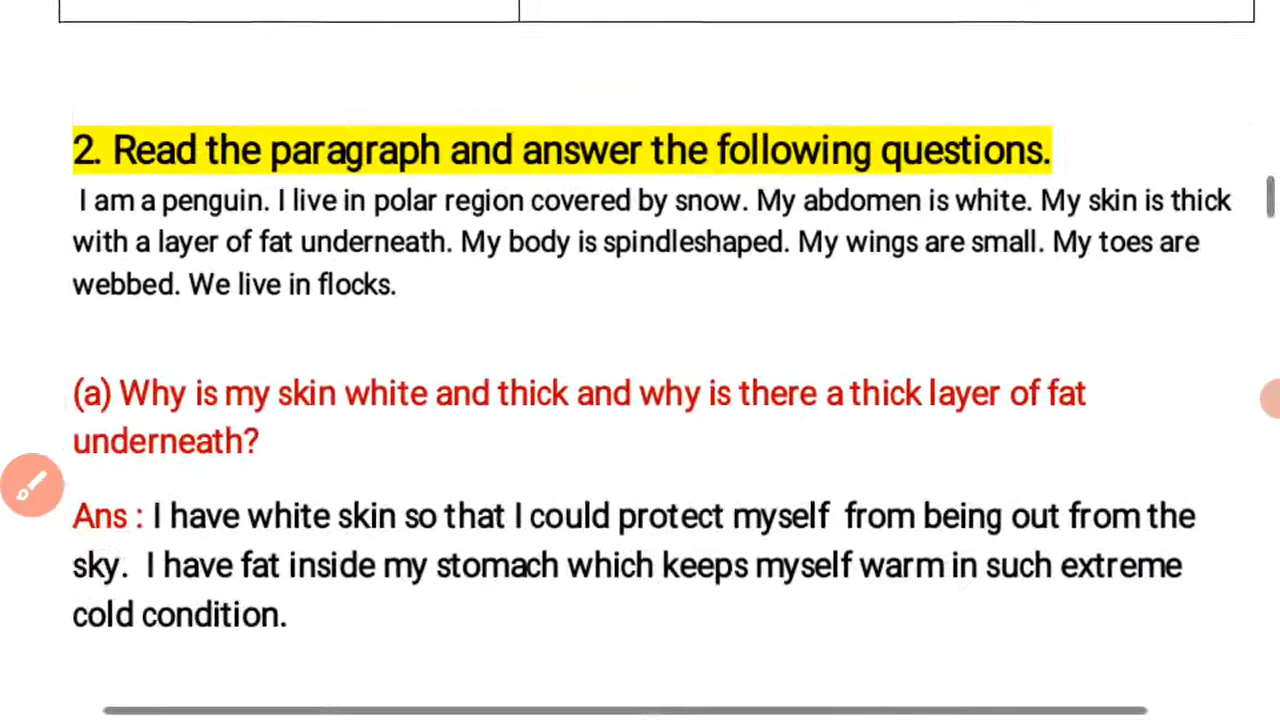 2. Read the paragraph and answer the following questions.
I am a penguin. I live in polar region covered by snow. My abdomen is white. My skin is thick
with a layer of fat underneath. My body is spindleshaped. My wings are small. My toes are
webbed. We live in flocks.
(a) Why is my skin white and thick and why is there a thick layer of fat
underneath?
Ans : I have white skin so that I could protect myself from being out from the
sky. I have fat inside my stomach which keeps myself warm in such extreme
cold condition.